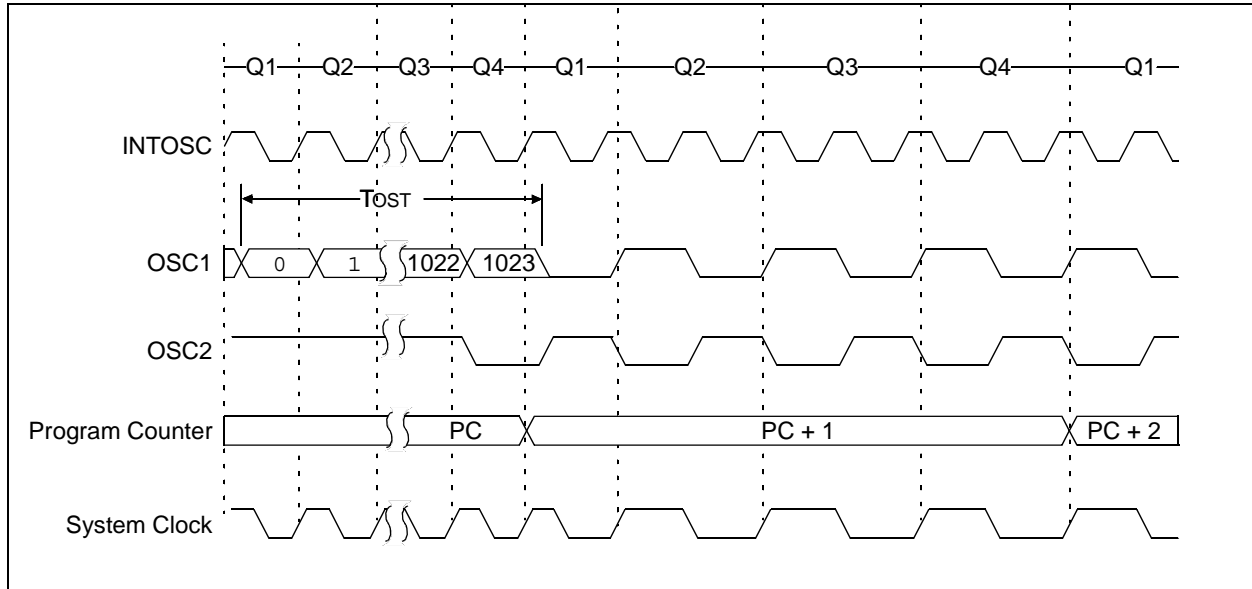 Q1 Q2 Q3 Q4 Q1 Q2 Q3 Q4 Q1
INTOSC
TOST
OSC1 0 1 1022 1023
OSC2
Program Counter PC PC + 1 PC + 2
System Clock